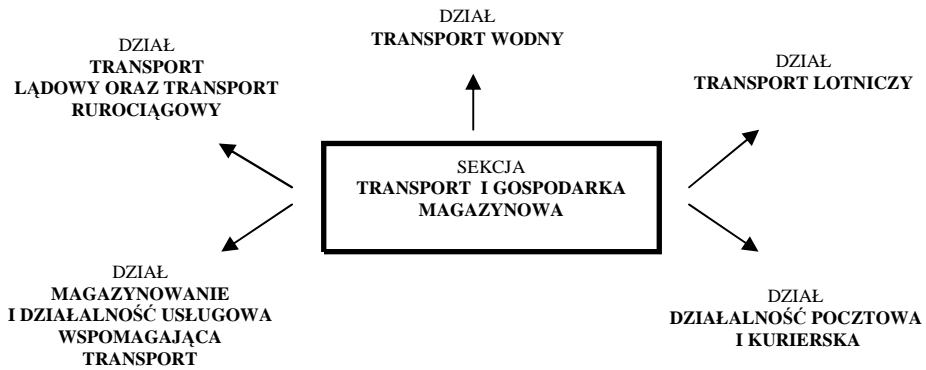 DZIAŁ
TRANSPORT WODNY
DZIAŁ
TRANSPORT
LĄDOWY ORAZ TRANSPORT
RUROCIĄGOWY
DZIAŁ
TRANSPORT LOTNICZY
SEKCJA
TRANSPORT I GOSPODARKA
MAGAZYNOWA
DZIAŁ
MAGAZYNOWANIE
I DZIAŁALNOŚĆ USŁUGOWA
WSPOMAGAJĄCA
TRANSPORT
DZIAŁ
DZIAŁALNOŚĆ POCZTOWA
I KURIERSKA